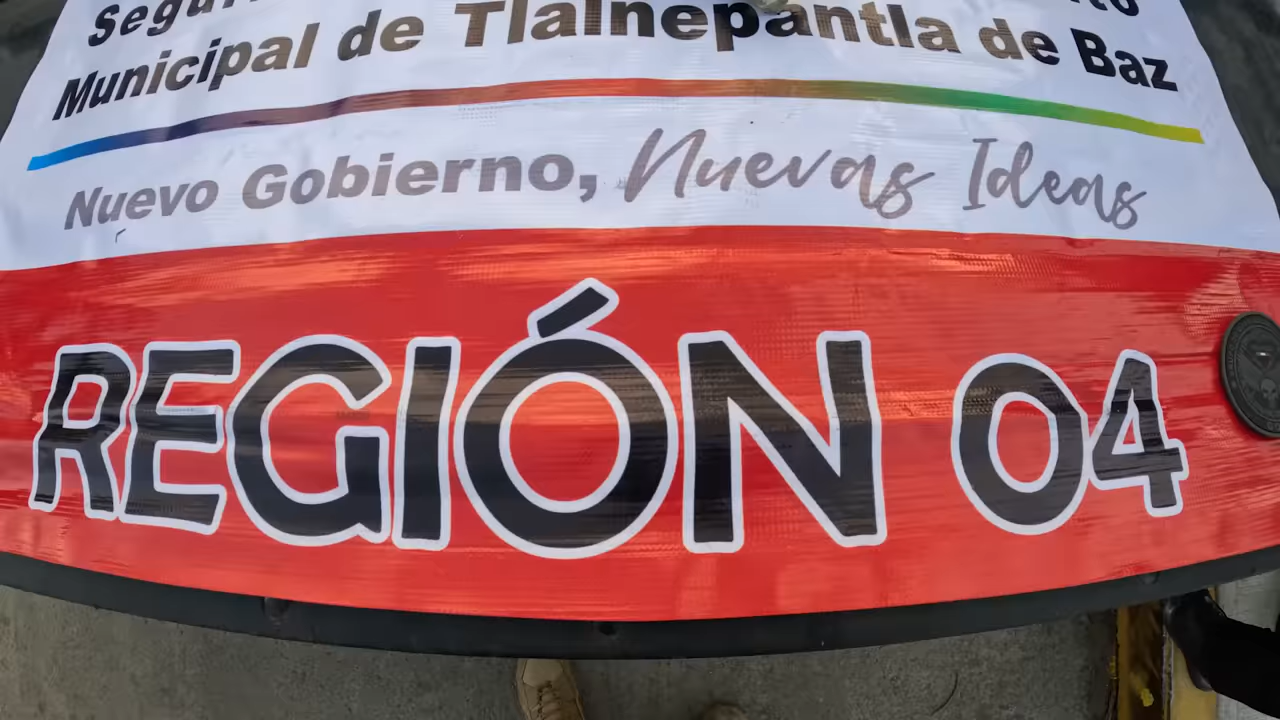 Municipal de Tlalnepantla de Baz
Nuevo Gobierno, Nuevas Ideas
REGIÓN 04